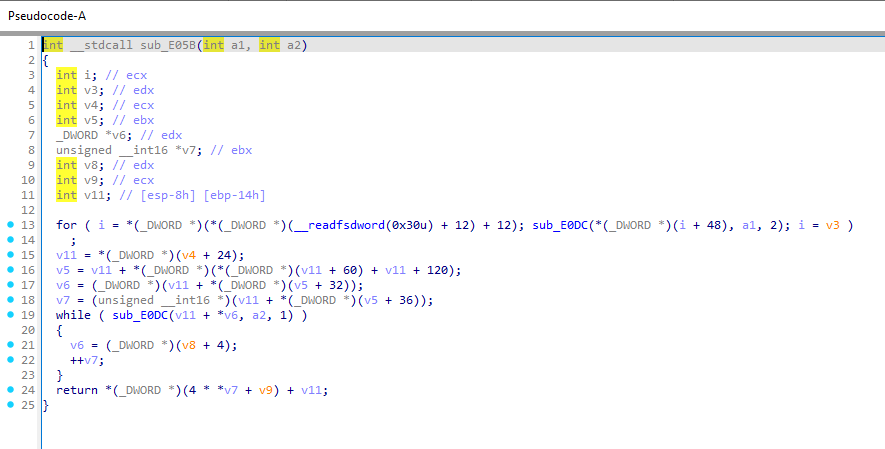 Pseudocode-A
1 int __stdcall sub_E05B(int a1, int a2)
2 {
3 int i; // ecx
4 int v3; // edx
5 int v4; // ecx
6 int v5; // ebx
7 _DWORD *v6; // edx
8 unsigned __int16 *v7; // ebx
9 int v8; // edx
10 int v9; // ecx
11 int v11; // [esp-8h] [ebp-14h]
12
13 for ( i = *(_DWORD *)(*(_DWORD *)(__readfsdword(0x30u) + 12) + 12); sub_E0DC(*(_DWORD *)(i + 48), a1, 2); i = v3 )
14 ;
15 v11 = *(_DWORD *)(v4 + 24);
16 v5 = v11 + *(_DWORD *)(*(_DWORD *)(v11 + 60) + v11 + 120);
17 v6 = (_DWORD *)(v11 + *(_DWORD *)(v5 + 32));
18 v7 = (unsigned __int16 *)(v11 + *(_DWORD *)(v5 + 36));
19 while ( sub_E0DC(v11 + *v6, a2, 1) )
20 {
21 v6 = (_DWORD *)(v8 + 4);
22 ++v7;
23 }
24 return *(_DWORD *)(4 * *v7 + v9) + v11;
25 }